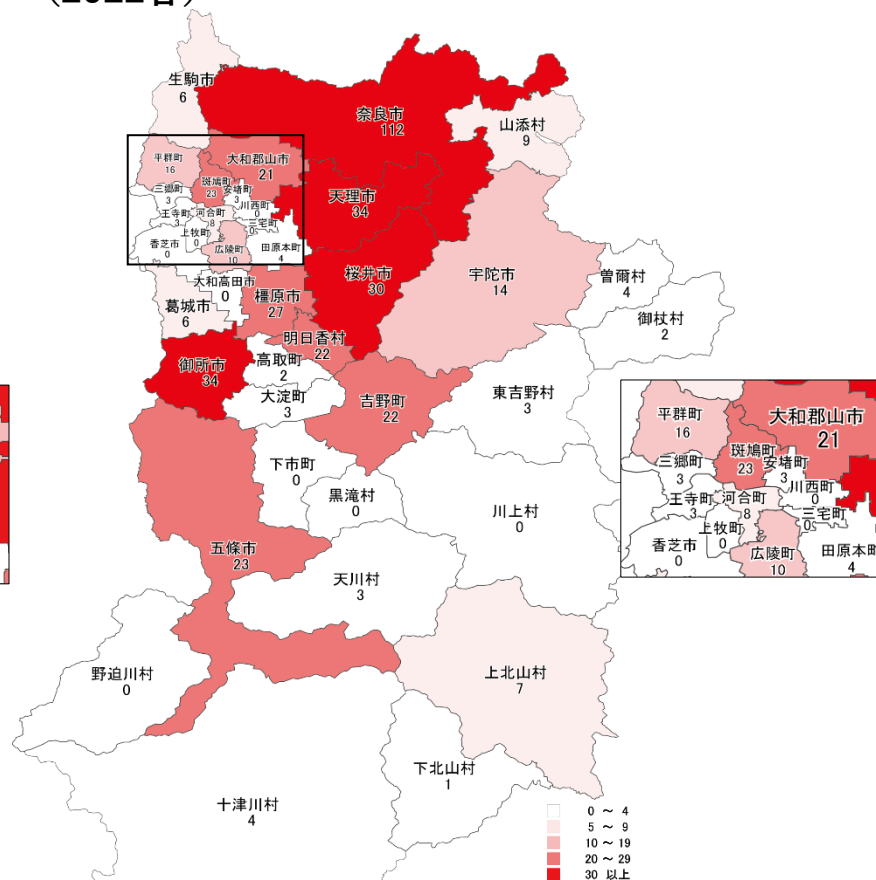 生駒市
6
奈良市
112
山添村
9
平群町
16
大和郡山市
21
斑鳩町
23
安堵町
3
三郷町
3
川西町
0
王寺町
3
河合町
8
三宅町
0
上牧町
0
香芝市
0
広陵町
10
田原本町
4
天理市
34
桜井市
30
宇陀市
14
曽爾村
4
御杖村
2
大和高田市
0
橿原市
27
葛城市
6
明日香村
22
御所市
34
高取町
2
大淀町
3
吉野町
22
東吉野村
3
下市町
0
黒滝村
0
川上村
0
五條市
23
天川村
3
野迫川村
0
上北山村
7
下北山村
1
十津川村
4
平群町
16
大和郡山市
21
斑鳩町
23
安堵町
3
三郷町
3
川西町
0
王寺町
3
河合町
8
三宅町
0
上牧町
0
香芝市
0
広陵町
10
田原本町
4
0 ～ 4
5 ～ 9
10 ～ 19
20 ～ 29
30 以上